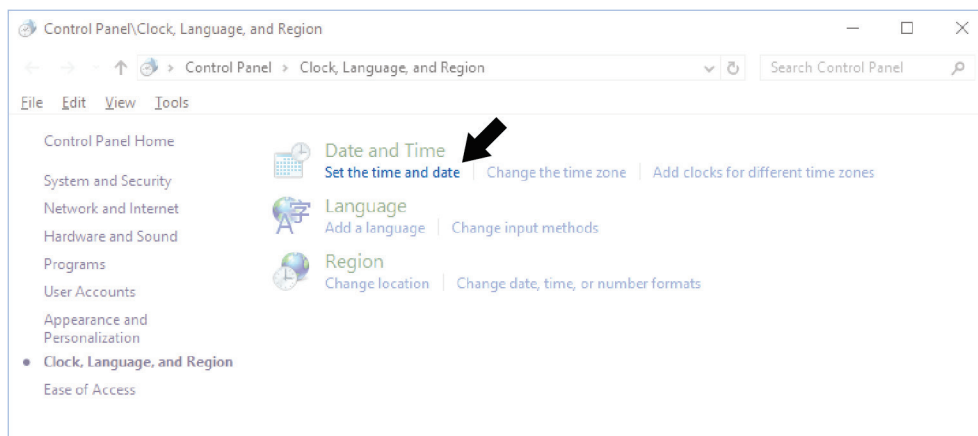 Control Panel\Clock, Language, and Region
Control Panel > Clock, Language, and Region
Search Control Panel
File Edit View Tools
Control Panel Home
System and Security
Network and Internet
Hardware and Sound
Programs
User Accounts
Appearance and
Personalization
Clock, Language, and Region
Ease of Access
Date and Time
Set the time and date | Change the time zone | Add clocks for different time zones
Language
Add a language | Change input methods
Region
Change location | Change date, time, or number formats